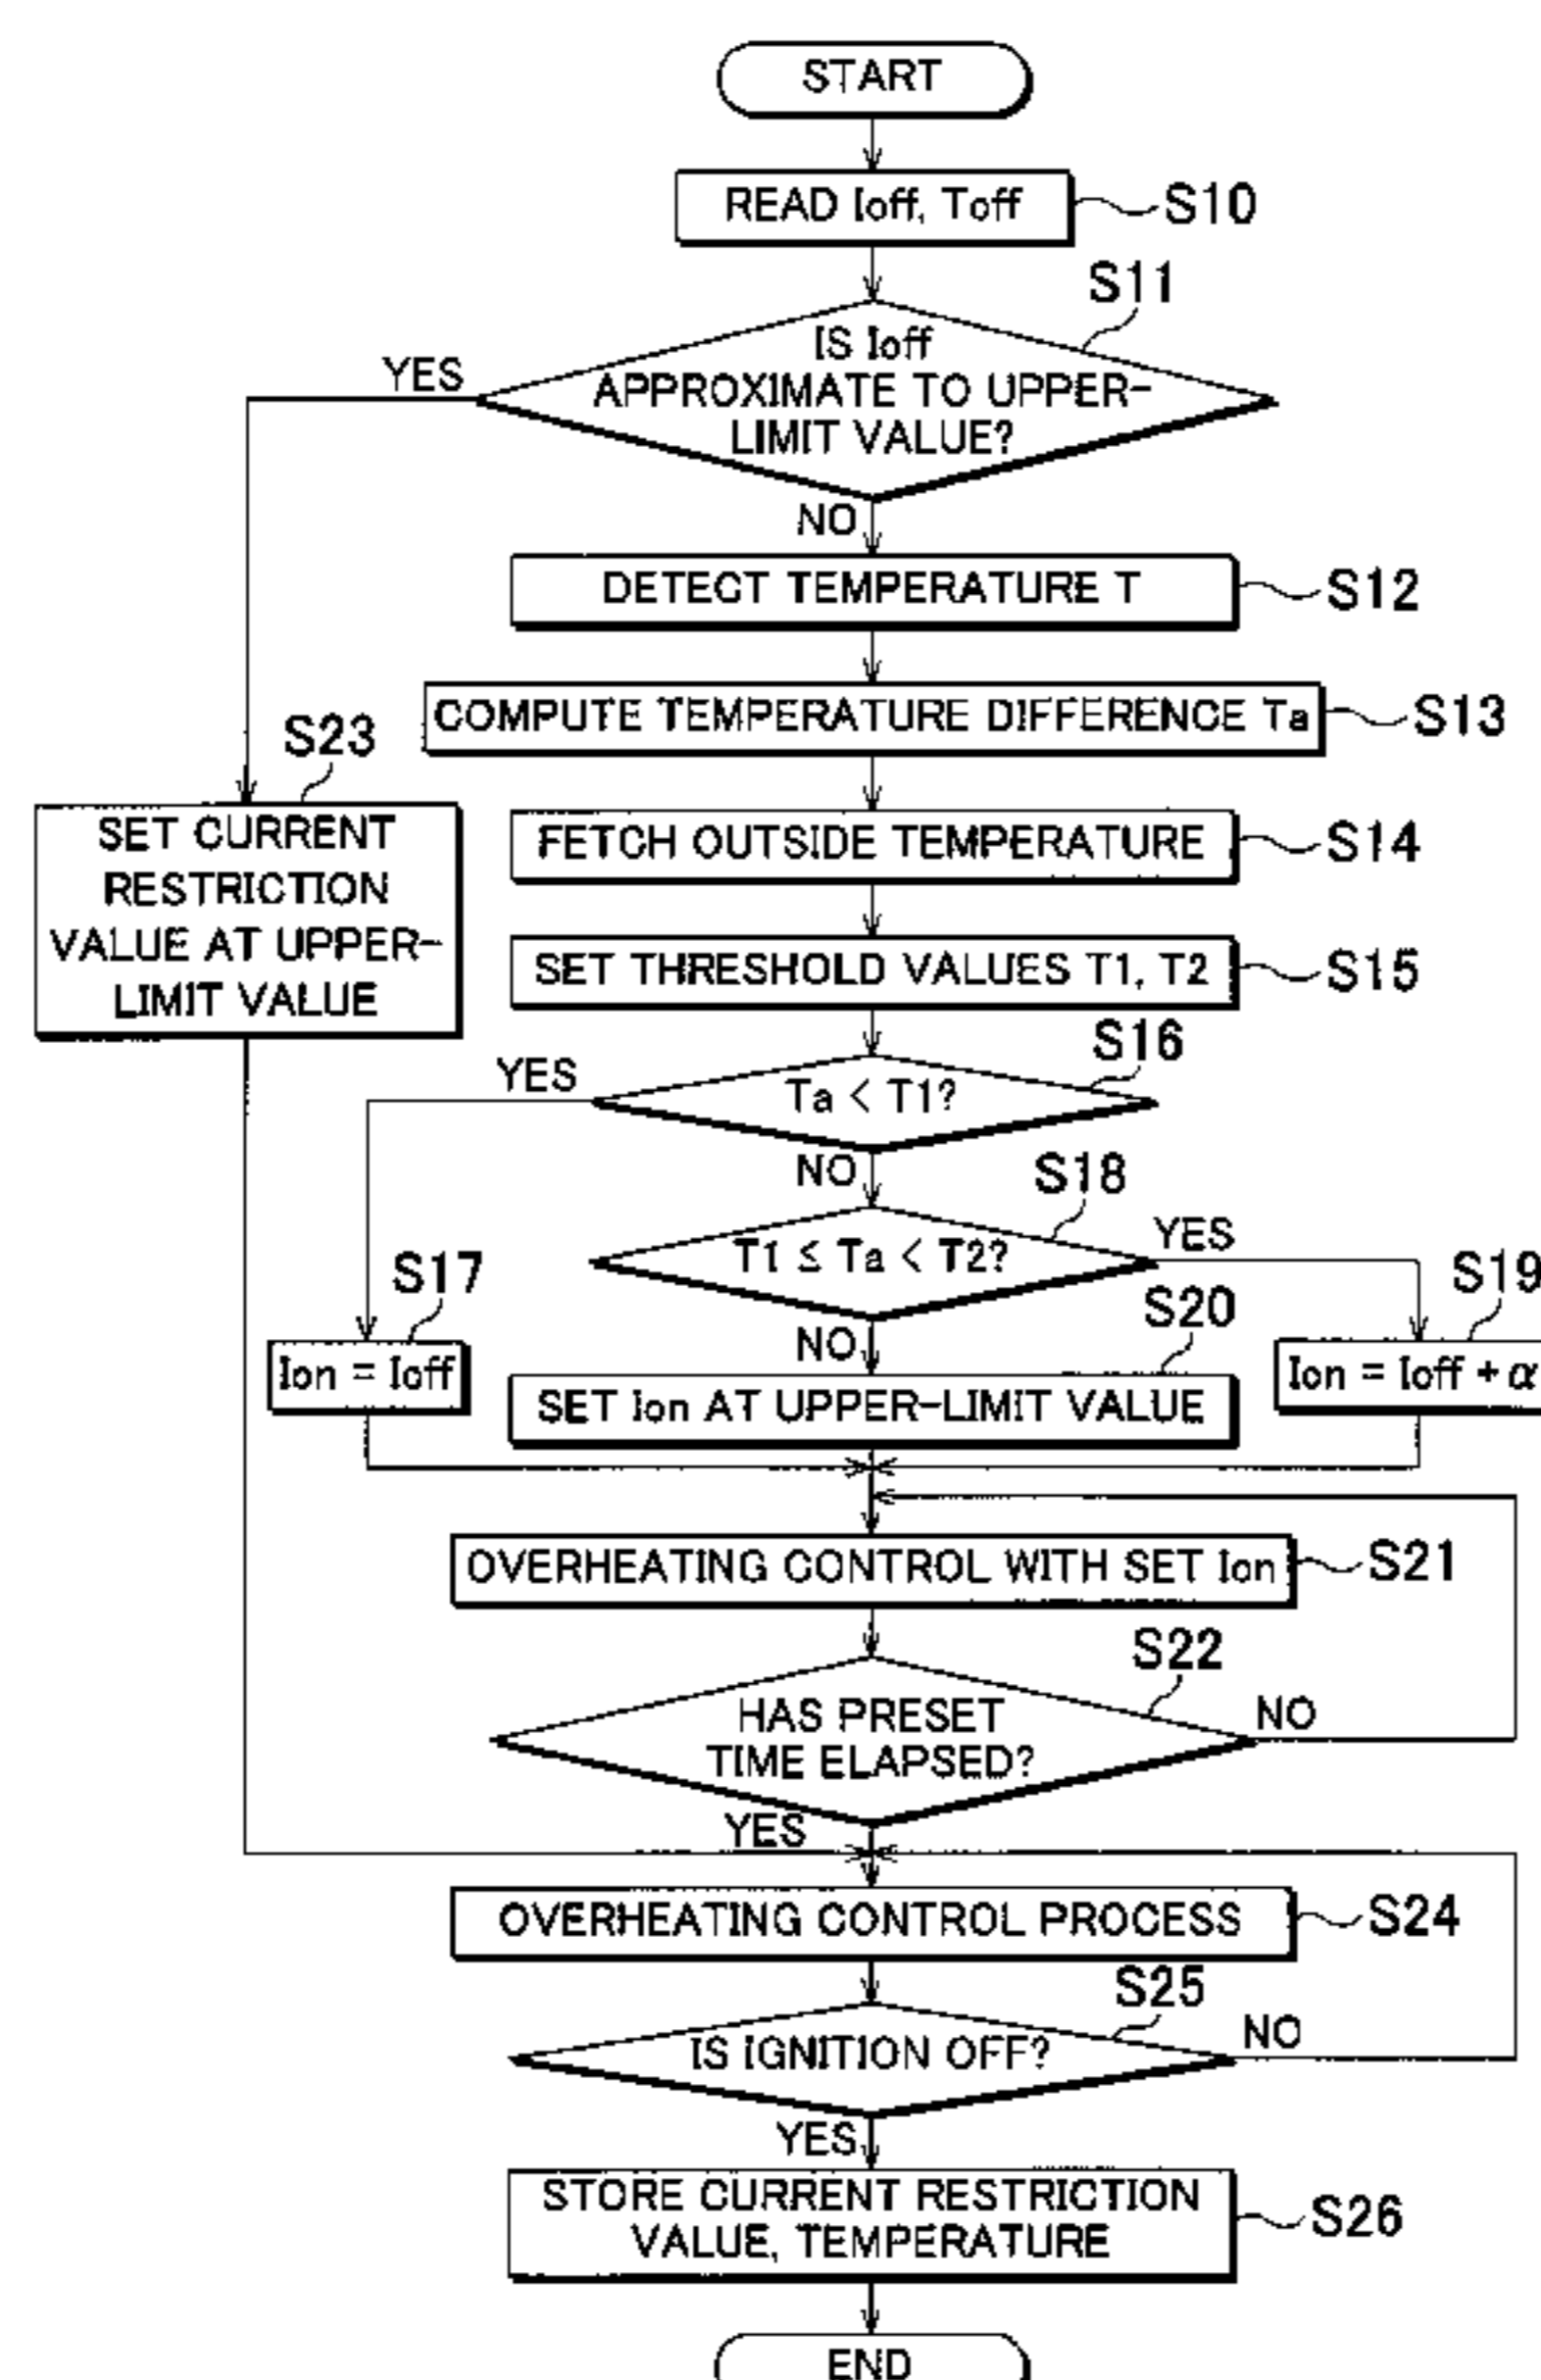 START
READ Ioff, Toff
S10
S11
IS Ioff
APPROXIMATE TO UPPER-
LIMIT VALUE?
YES
NO
DETECT TEMPERATURE T
S12
COMPUTE TEMPERATURE DIFFERENCE Ta
S13
S23
SET CURRENT
RESTRICTION
VALUE AT UPPER-
LIMIT VALUE
FETCH OUTSIDE TEMPERATURE
S14
SET THRESHOLD VALUES T1, T2
S15
S16
YES
Ta < T1?
NO
S18
T1 ≤ Ta < T2?
YES
S17
Ion = Ioff
NO
S20
SET Ion AT UPPER-LIMIT VALUE
S19
Ion = Ioff + α
OVERHEATING CONTROL WITH SET Ion
S21
S22
HAS PRESET
TIME ELAPSED?
NO
YES
OVERHEATING CONTROL PROCESS
S24
S25
IS IGNITION OFF?
NO
YES
STORE CURRENT RESTRICTION
VALUE, TEMPERATURE
S26
END